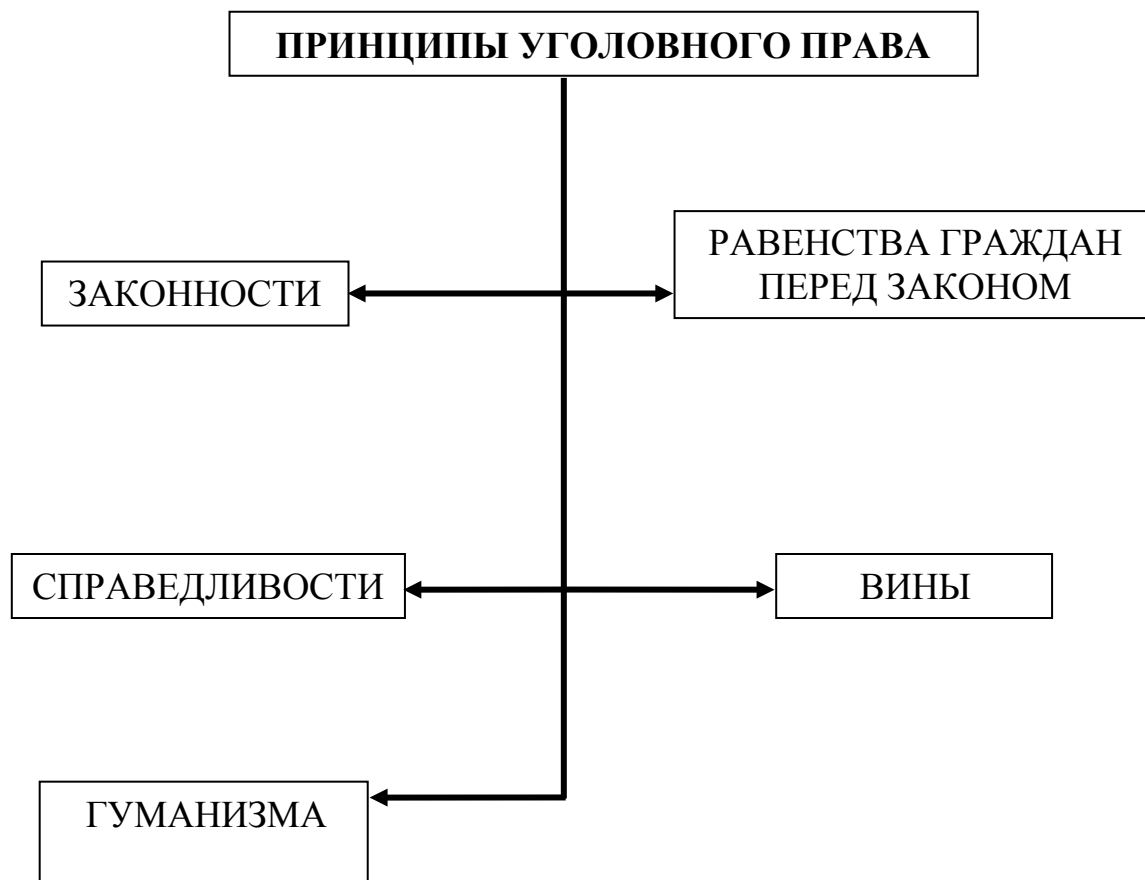 ПРИНЦИПЫ УГОЛОВНОГО ПРАВА
РАВЕНСТВА ГРАЖДАН
ПЕРЕД ЗАКОНОМ
ЗАКОННОСТИ
СПРАВЕДЛИВОСТИ
ВИНЫ
ГУМАНИЗМА